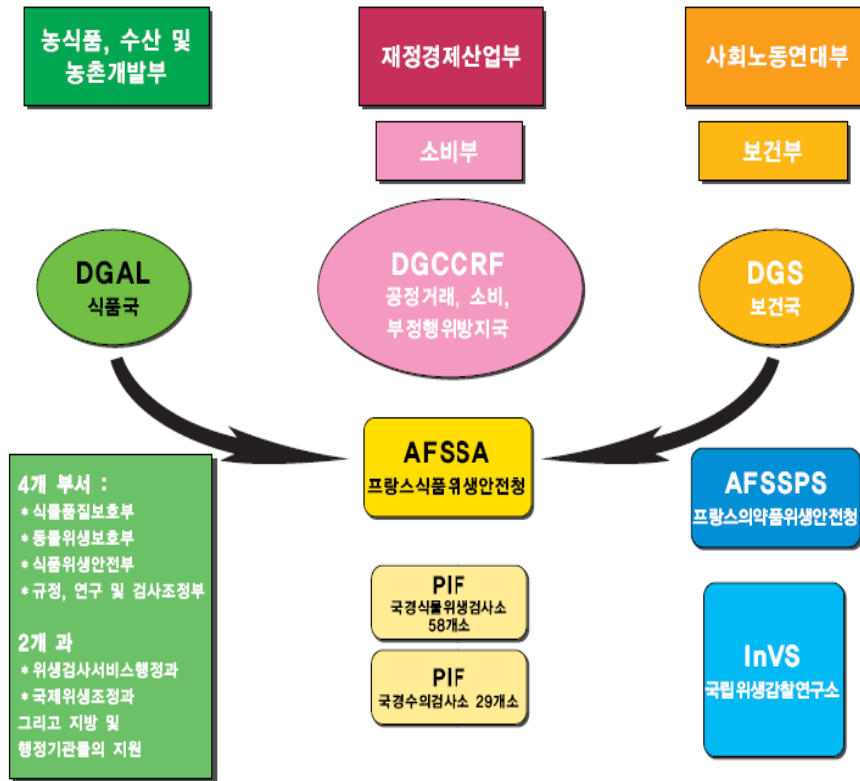 농식품, 수산 및
농촌개발부
재정경제산업부
사회노동연대부
소비부
보건부
DGAL
식품국
DGCCRF
공정거래, 소비,
부정행위방지국
DGS
보건국
AFSSA
프랑스식품위생안전청
AFSSPS
프랑스의약품위생안전청
4개 부서 :
*식물품질보호부
*동물위생보호부
*식품위생안전부
*규정, 연구 및 검사조정부
2개 과
*위생검사서비스행정과
*국제위생조정과
그리고 지방 및
행정기관들의 지원
PIF
국경식물위생검사소
58개소
PIF
국경수의검사소 29개소
InVS
국립위생감찰연구소